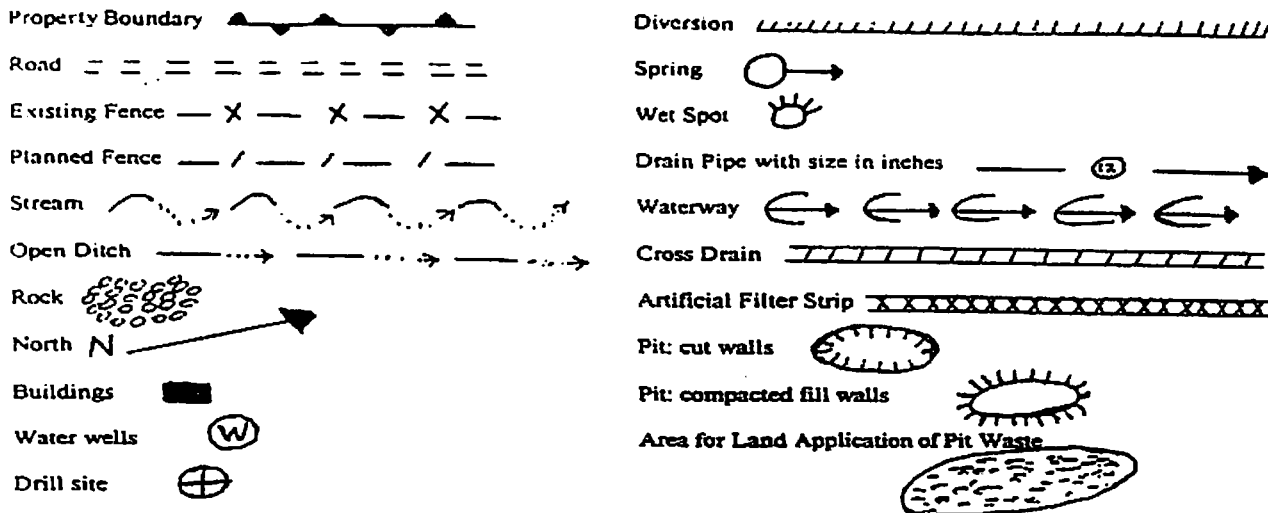 Property Boundary
Road
Existing Fence
Planned Fence
Stream
Open Ditch
Rock
North N
Buildings
Water wells W
Drill site
Diversion
Spring
Wet Spot
Drain Pipe with size in inches 12
Waterway
Cross Drain
Artificial Filter Strip
Pit: cut walls
Pit: compacted fill walls
Area for Land Application of Pit Waste